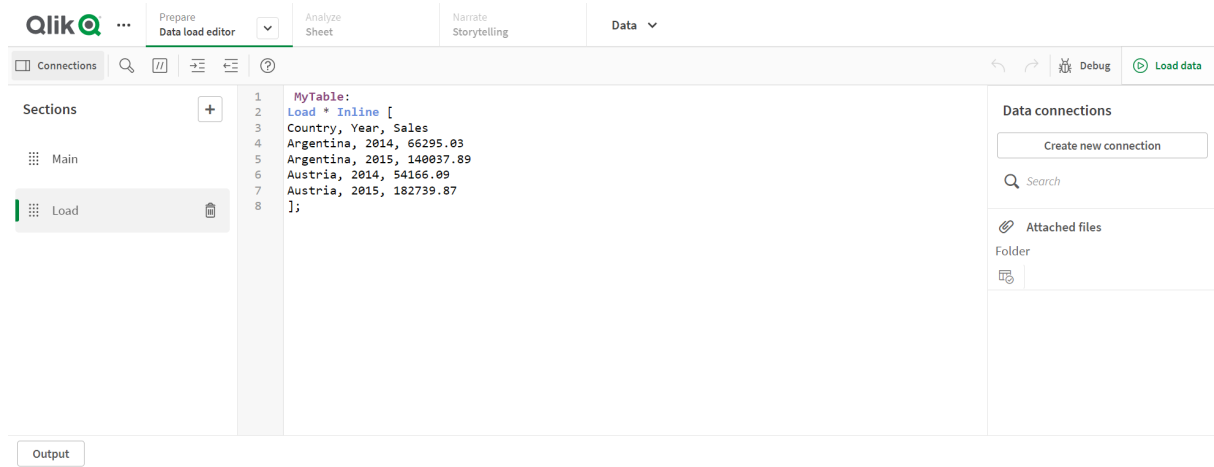 Qlik
Prepare
Data load editor
Analyze
Sheet
Narrate
Storytelling
Data
Connections
//
?
Debug
Load data
Sections
+
Main
Load
1 MyTable:
2 Load * Inline [
3 Country, Year, Sales
4 Argentina, 2014, 66295.03
5 Argentina, 2015, 140037.89
6 Austria, 2014, 54166.09
7 Austria, 2015, 182739.87
8 ];
Data connections
Create new connection
Search
Attached files
Folder
Output